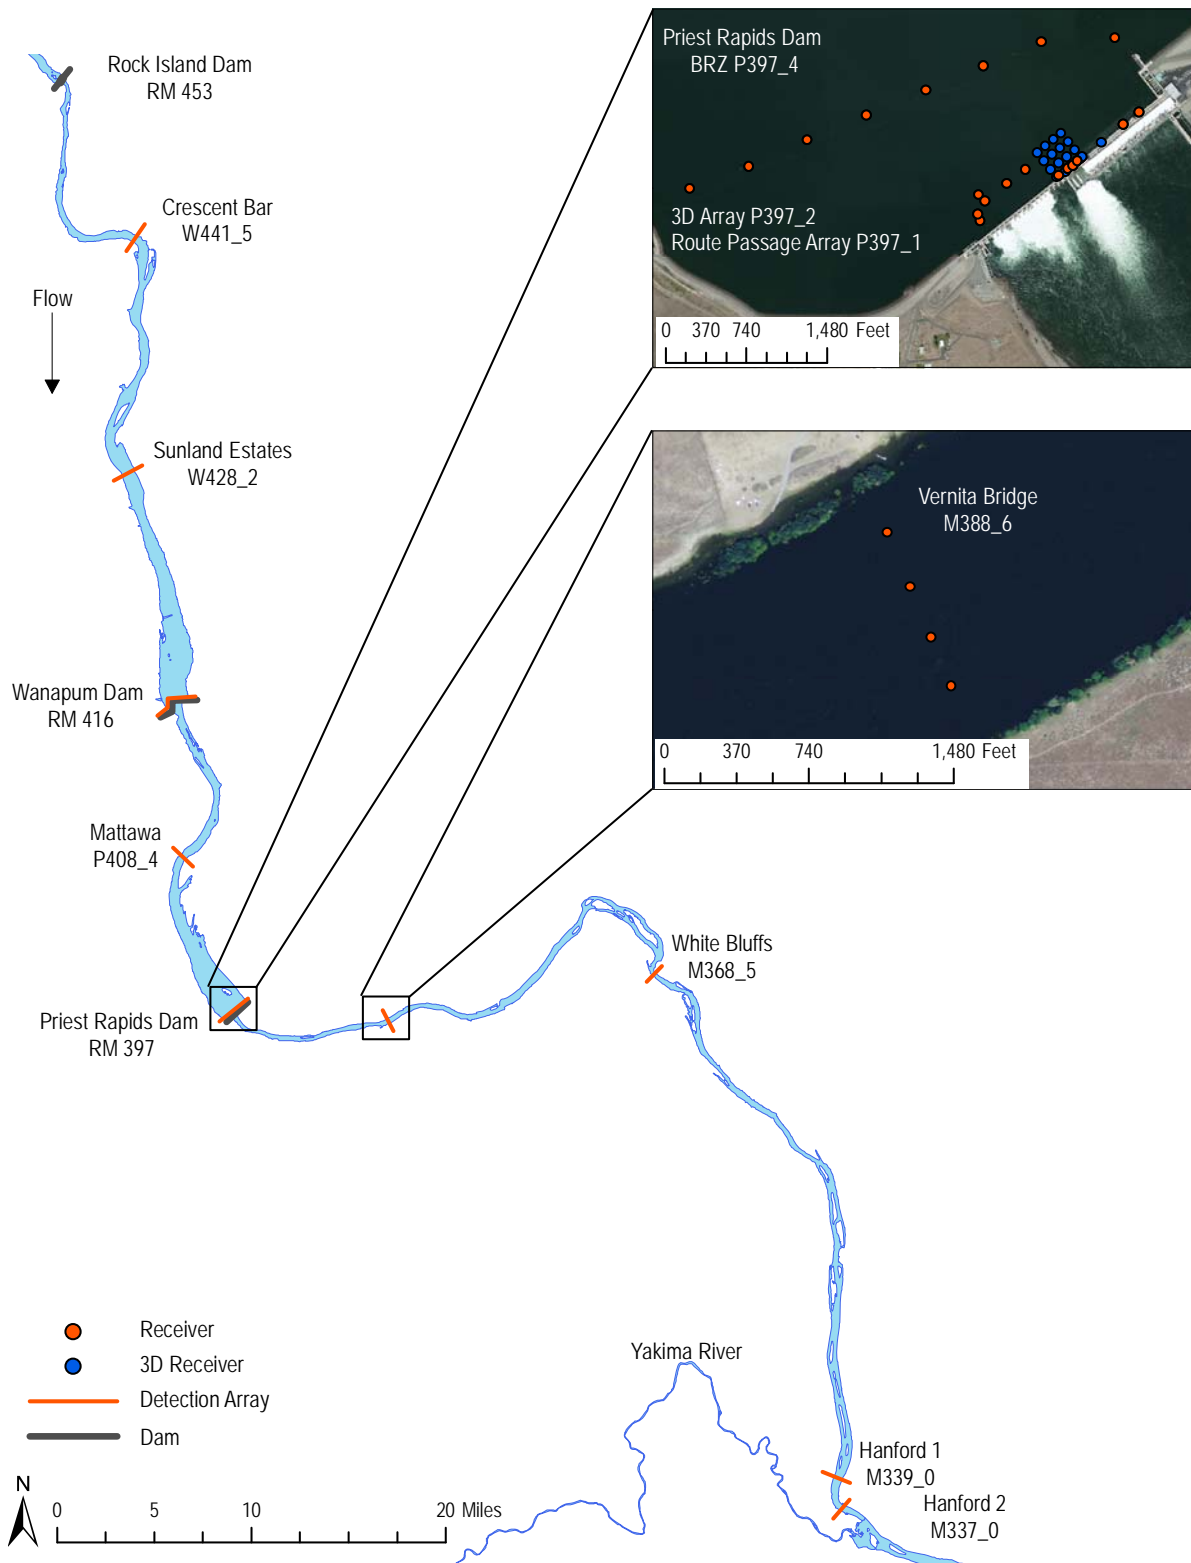 Rock Island Dam
RM 453
Crescent Bar
W441_5
Flow
Sunland Estates
W428_2
Wanapum Dam
RM 416
Mattawa
P408_4
Priest Rapids Dam
RM 397
Priest Rapids Dam
BRZ P397_4
3D Array P397_2
Route Passage Array P397_1
0 370 740 1,480 Feet
Vernita Bridge
M388_6
0 370 740 1,480 Feet
White Bluffs
M368_5
Yakima River
Hanford 1
M339_0
Hanford 2
M337_0
Receiver
3D Receiver
Detection Array
Dam
N
0 5 10 20 Miles